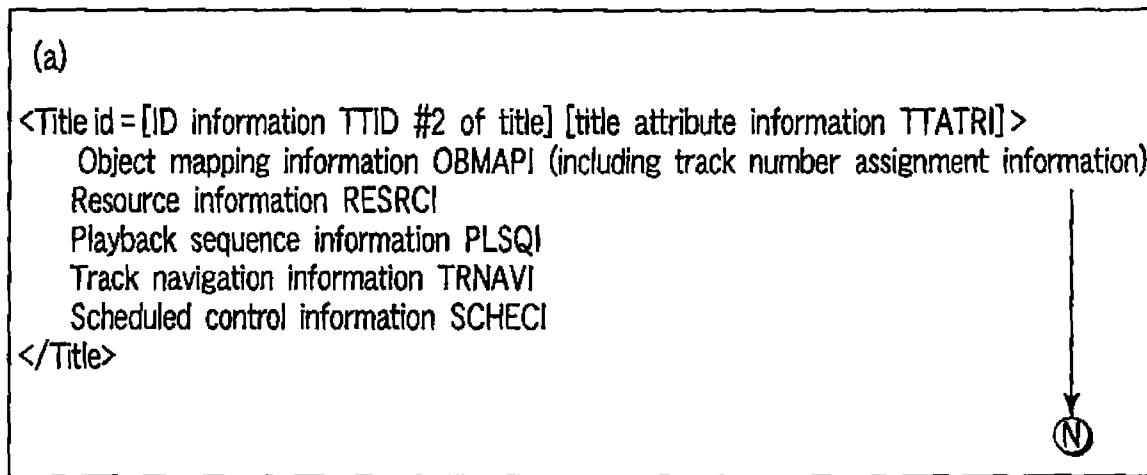 (a)
<Title id = [ID information TTID #2 of title] [title attribute information TTATRI] >
Object mapping information OBMAPI (including track number assignment information)
Resource information RESRCI
Playback sequence information PLSQI
Track navigation information TRNAVI
Scheduled control information SCHECI
</Title>
N